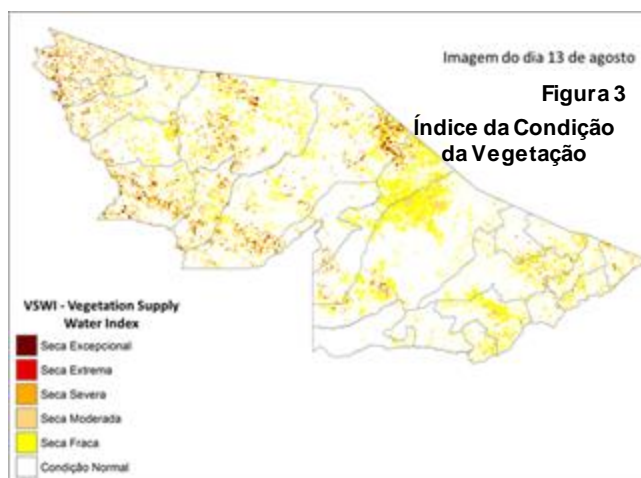 Imagem do dia 13 de agosto
Figura 3
Índice da Condição
da Vegetação
VSWI - Vegetation Supply
Water Index
Seca Excepcional
Seca Extrema
Seca Severa
Seca Moderada
Seca Fraca
Condição Normal